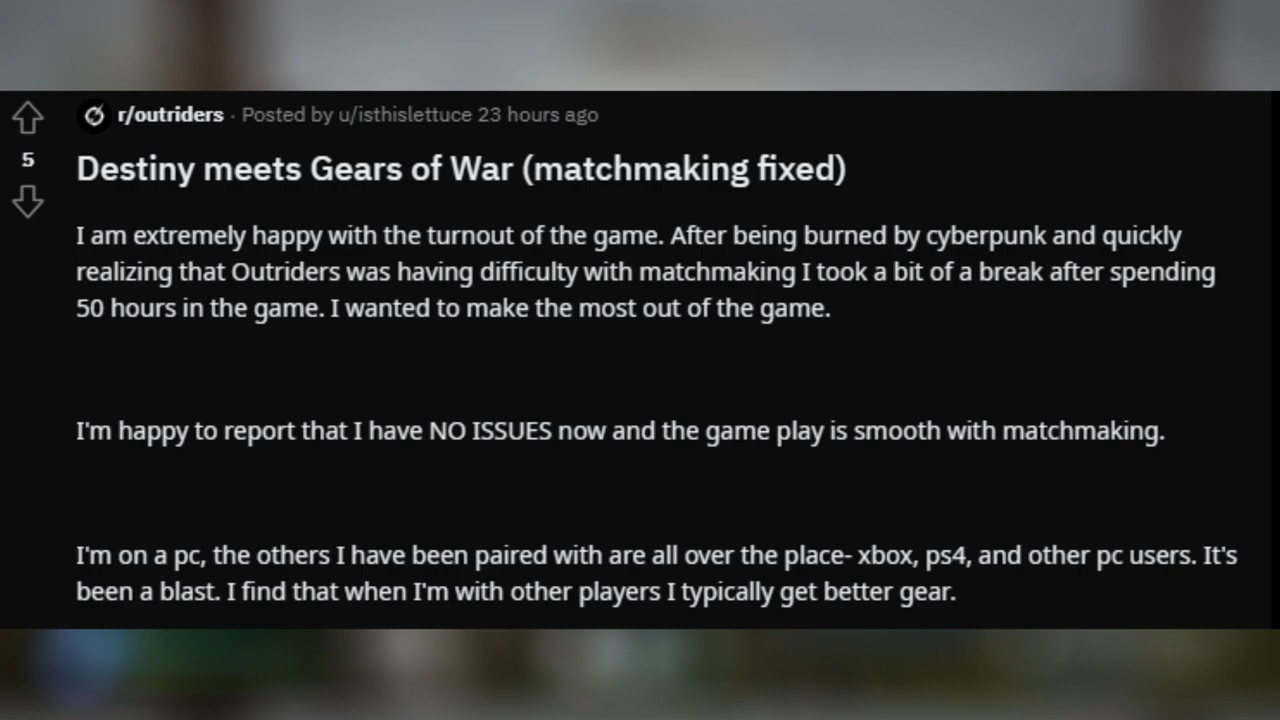 r/outriders · Posted by u/isthislettuce 23 hours ago
5
Destiny meets Gears of War (matchmaking fixed)
I am extremely happy with the turnout of the game. After being burned by cyberpunk and quickly
realizing that Outriders was having difficulty with matchmaking I took a bit of a break after spending
50 hours in the game. I wanted to make the most out of the game.
I'm happy to report that I have NO ISSUES now and the game play is smooth with matchmaking.
I'm on a pc, the others I have been paired with are all over the place- xbox, ps4, and other pc users. It's
been a blast. I find that when I'm with other players I typically get better gear.